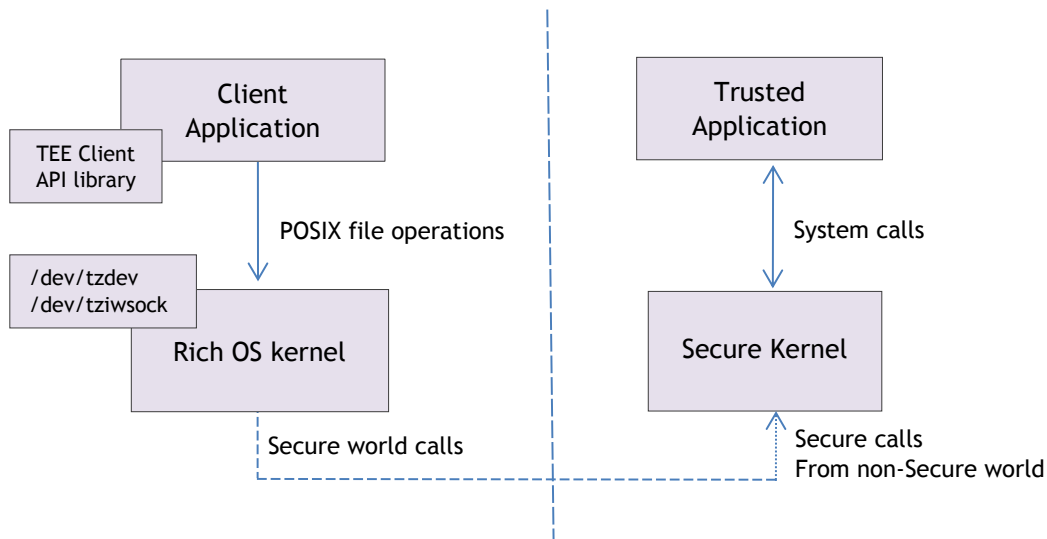 Client
Application
TEE Client
API library
POSIX file operations
/dev/tzdev
/dev/tziwsock
Rich OS kernel
Secure world calls
Trusted
Application
System calls
Secure Kernel
Secure calls
From non-Secure world